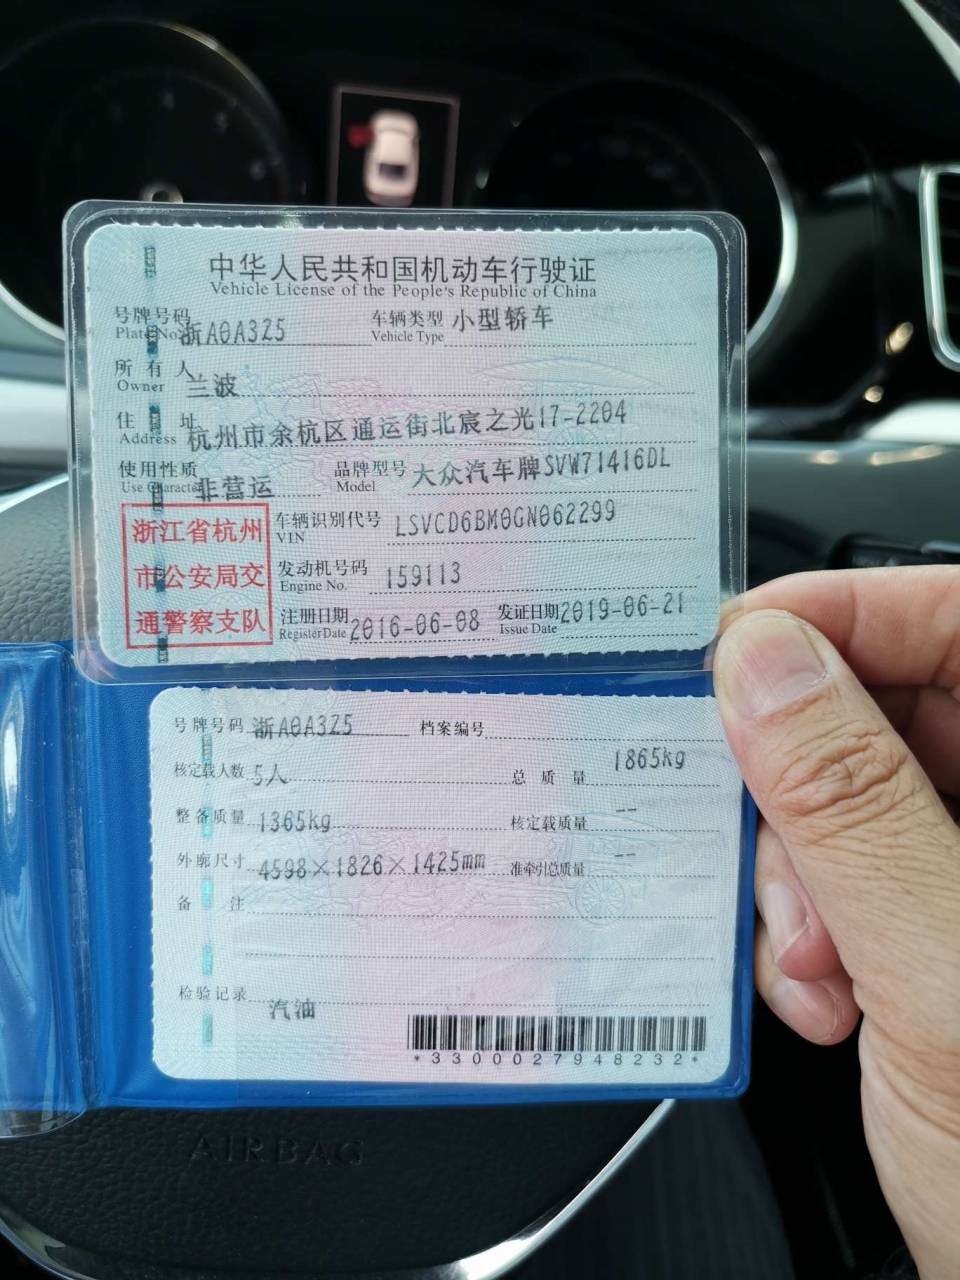 中华人民共和国机动车行驶证
Vehicle License of the People's Republic of China
号牌号码 浙A0A325 车辆类型 小型轿车
Plate No. Vehicle Type
所有人 兰波
Owner
住址 杭州市余杭区通运街北宸之光17-2204
Address
使用性质 非营运 品牌型号 大众汽车牌SVW71416DL
Use Character Model
浙江省杭州
市公安局交
通警察支队
车辆识别代号 LSVCD6BM0GN062299
VIN
发动机号码 159113
Engine No.
注册日期 2016-06-08 发证日期 2019-06-21
Register Date Issue Date
号牌号码 浙A0A325 档案编号
核定载人数 5人 总质量 1865kg
整备质量 1365kg 核定载质量 --
外廓尺寸 4598×1826×1425mm 准牵引总质量 --
备注
检验记录 汽油
*3300027948232*
AIRBAG